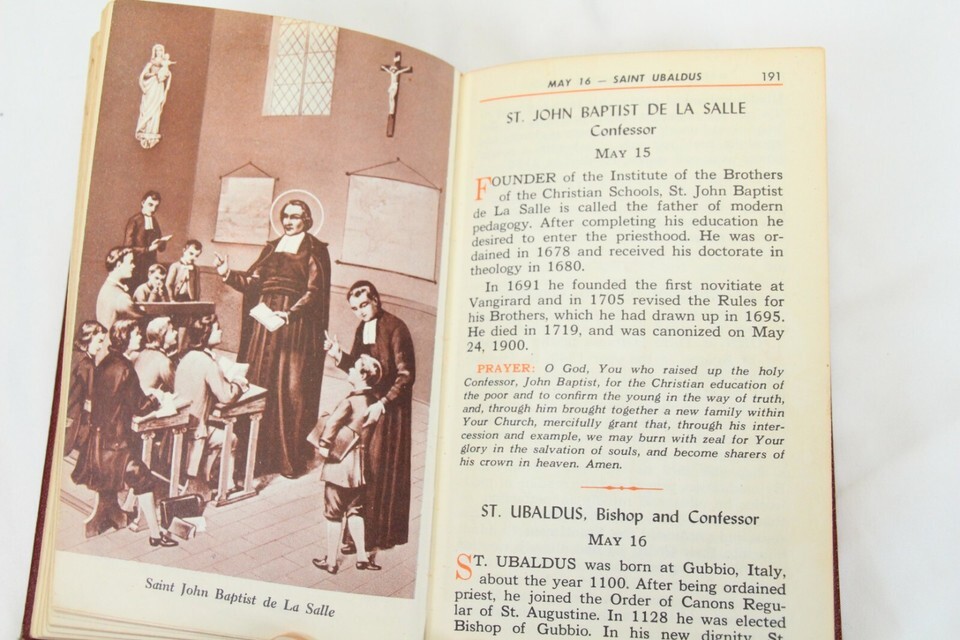 Saint John Baptist de La Salle
MAY 16 — SAINT UBALDUS 191
ST. JOHN BAPTIST DE LA SALLE
Confessor
MAY 15
FOUNDER of the Institute of the Brothers
of the Christian Schools, St. John Baptist
de La Salle is called the father of modern
pedagogy. After completing his education he
desired to enter the priesthood. He was or-
dained in 1678 and received his doctorate in
theology in 1680.
In 1691 he founded the first novitiate at
Vangirard and in 1705 revised the Rules for
his Brothers, which he had drawn up in 1695.
He died in 1719, and was canonized on May
24, 1900.
PRAYER: O God, You who raised up the holy
Confessor, John Baptist, for the Christian education of
the poor and to confirm the young in the way of truth,
and, through him brought together a new family within
Your Church, mercifully grant that, through his inter-
cession and example, we may burn with zeal for Your
glory in the salvation of souls, and become sharers of
his crown in heaven. Amen.
ST. UBALDUS, Bishop and Confessor
MAY 16
ST. UBALDUS was born at Gubbio, Italy,
about the year 1100. After being ordained
priest, he joined the Order of Canons Regu-
lar of St. Augustine. In 1128 he was elected
Bishop of Gubbio. In his new dignity, St.